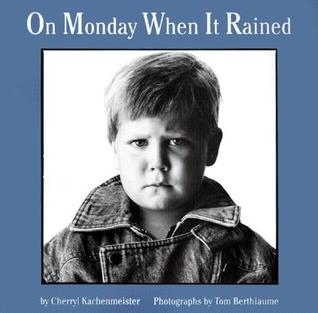 On Monday When It Rained
by Cherryl Kachenmeister Photographs by Tom Berthiaume